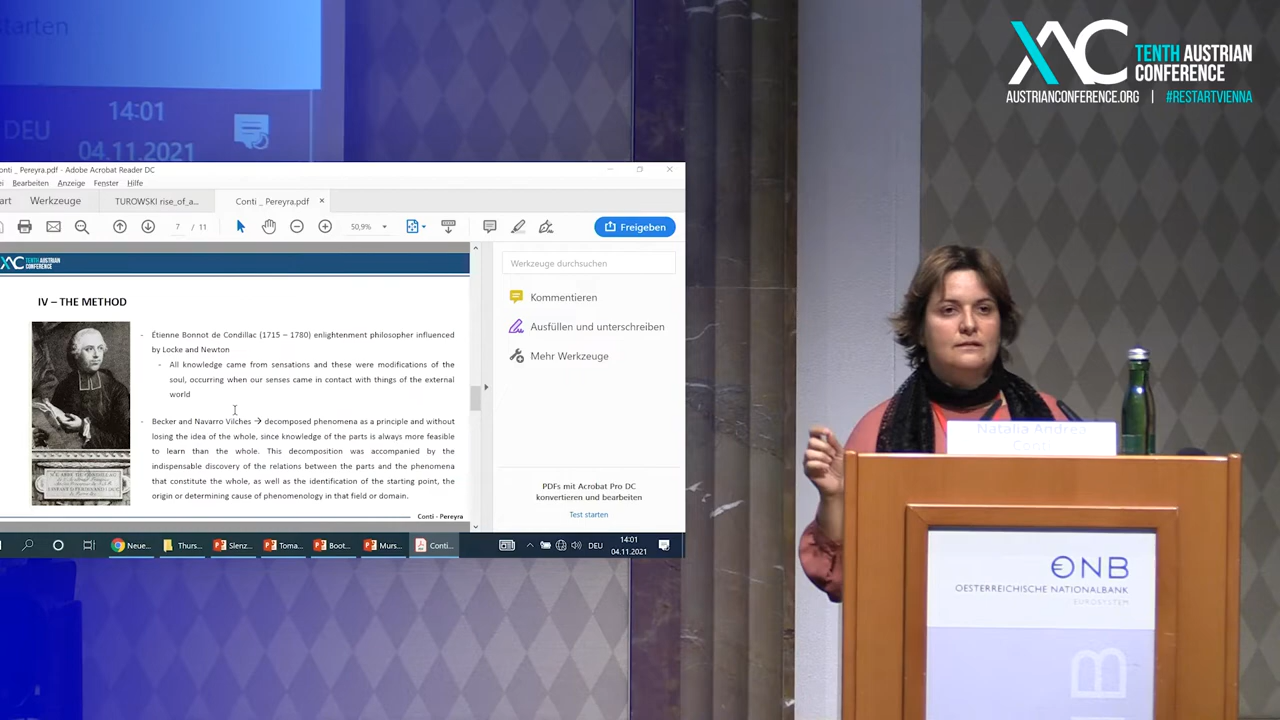 XAC TENTH AUSTRIAN
CONFERENCE
AUSTRIANCONFERENCE.ORG | #RESTARTVIENNA
starten
DEU
14:01
04.11.2021
Conti _ Pereyra.pdf - Adobe Acrobat Reader DC
Bearbeiten Anzeige Fenster Hilfe
Werkzeuge TUROWSKI rise_of_a... Conti _ Pereyra.pdf ×
7 / 11 50,9% Freigeben
TENTH AUSTRIAN
CONFERENCE
Werkzeuge durchsuchen
Kommentieren
Ausfüllen und unterschreiben
Mehr Werkzeuge
PDFs mit Acrobat Pro DC
konvertieren und bearbeiten
Test starten
IV – THE METHOD
- Étienne Bonnot de Condillac (1715 – 1780) enlightenment philosopher influenced
by Locke and Newton
- All knowledge came from sensations and these were modifications of the
soul, occurring when our senses came in contact with things of the external
world
- Becker and Navarro Vilches → decomposed phenomena as a principle and without
losing the idea of the whole, since knowledge of the parts is always more feasible
to learn than the whole. This decomposition was accompanied by the
indispensable discovery of the relations between the parts and the phenomena
that constitute the whole, as well as the identification of the starting point, the
origin or determining cause of phenomenology in that field or domain.
Conti - Pereyra
Neue... Thurs... Slenz... Toma... Boot... Murs... Conti... DEU 14:01
04.11.2021
Natalia Andrea
Conti
ONB
OESTERREICHISCHE NATIONALBANK
EUROSYSTEM